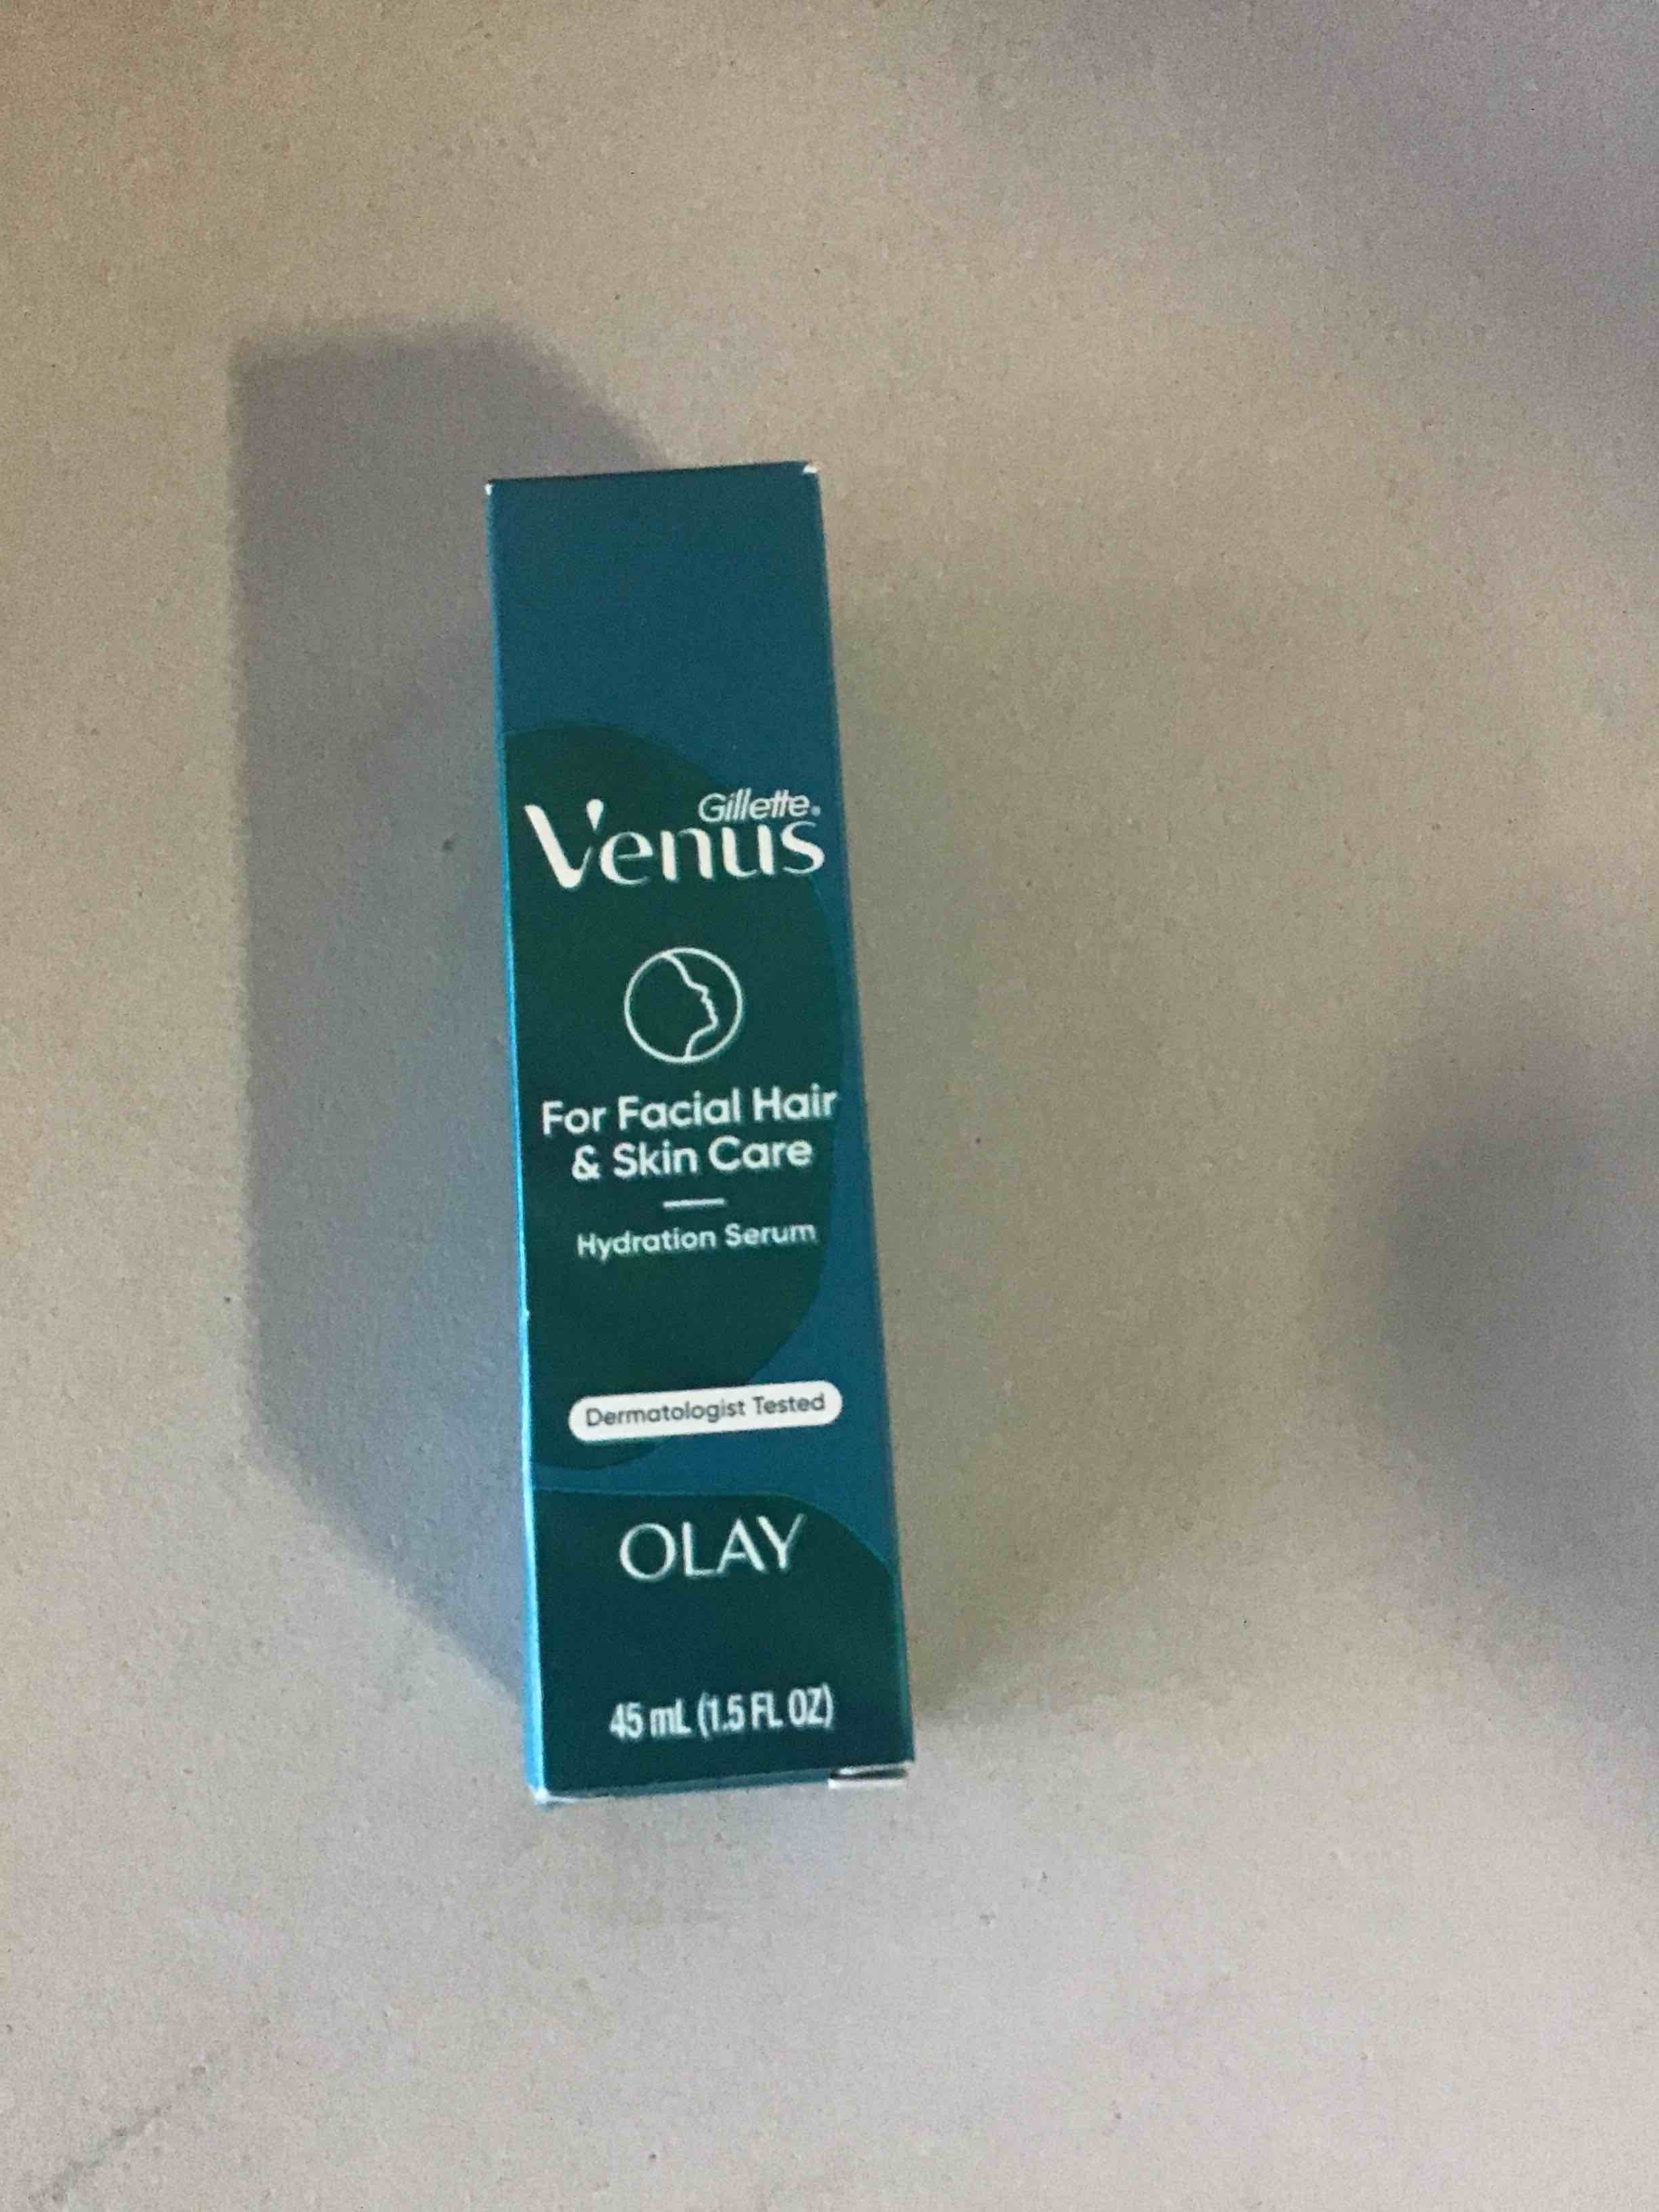 Gillette®
Venus
For Facial Hair
& Skin Care
Hydration Serum
Dermatologist Tested
OLAY
45 mL (1.5 FL OZ)